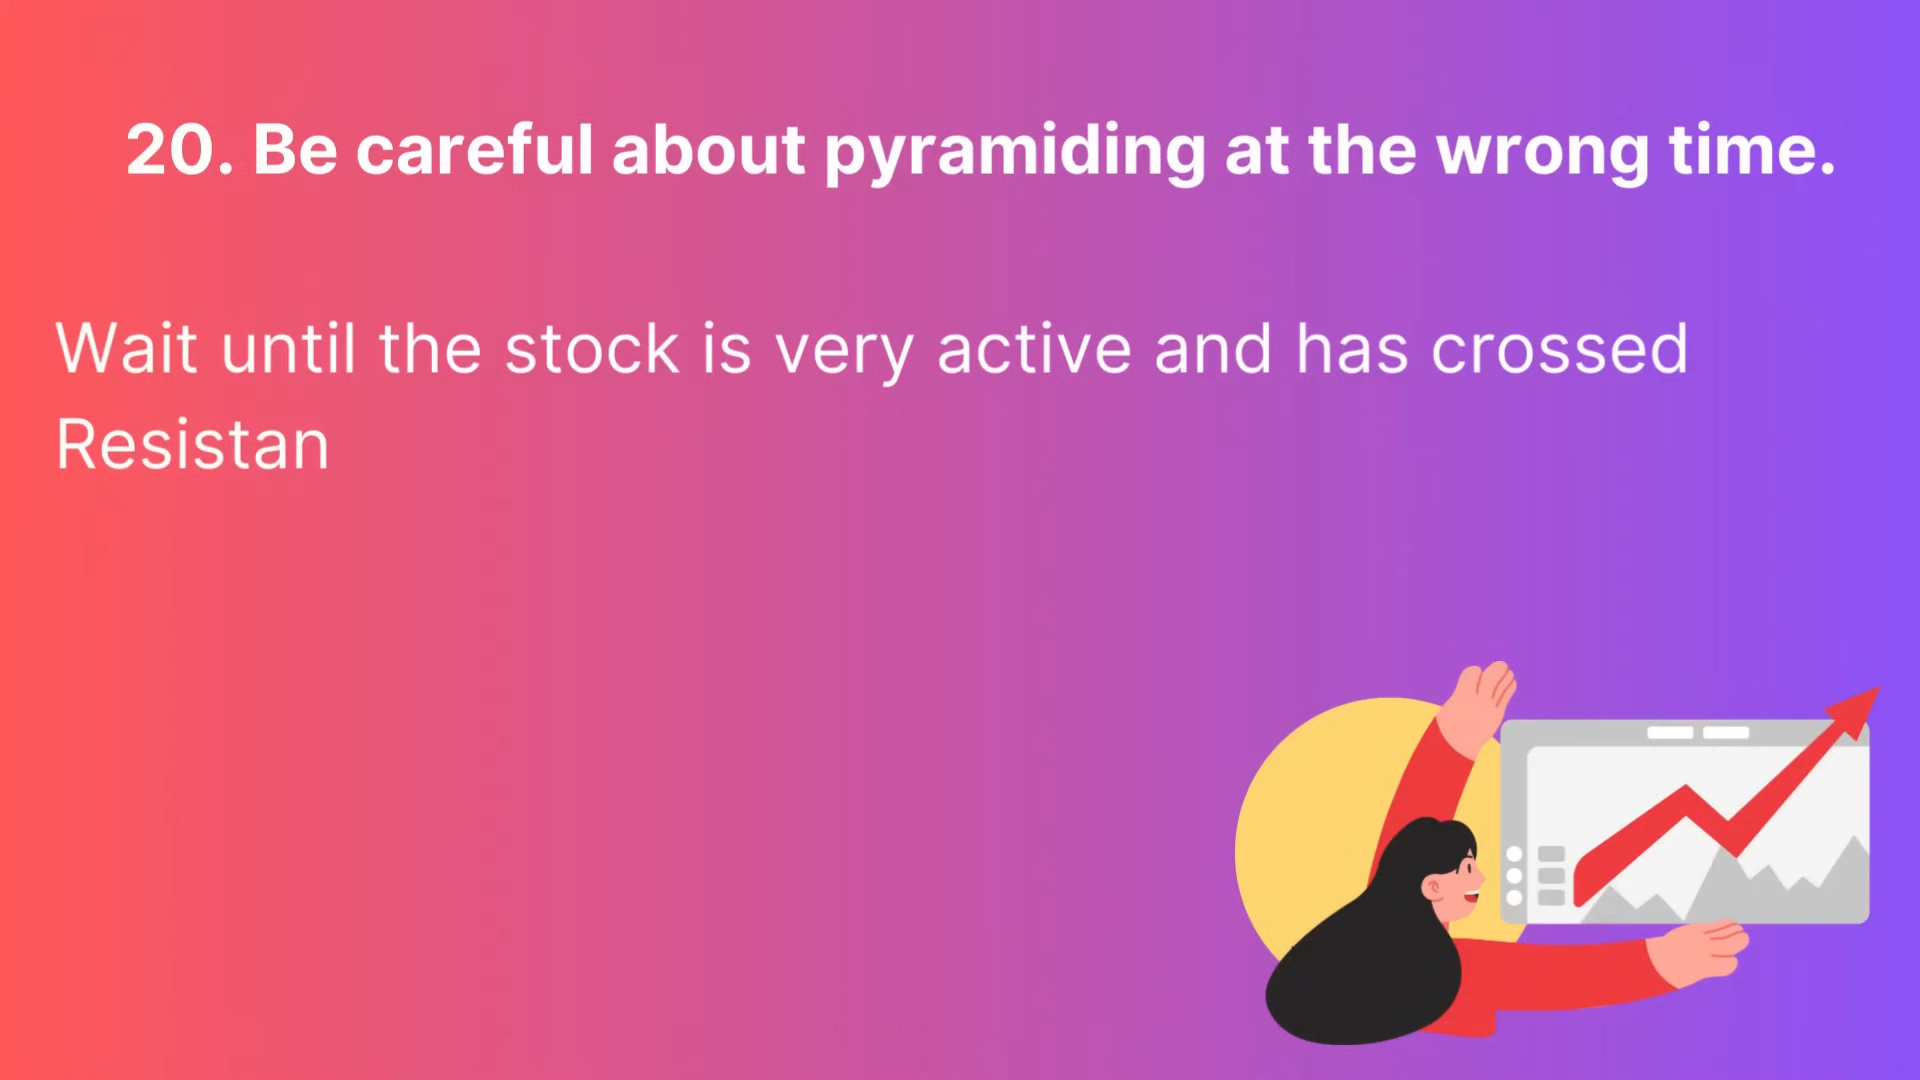 20. Be careful about pyramiding at the wrong time.
Wait until the stock is very active and has crossed
Resistan